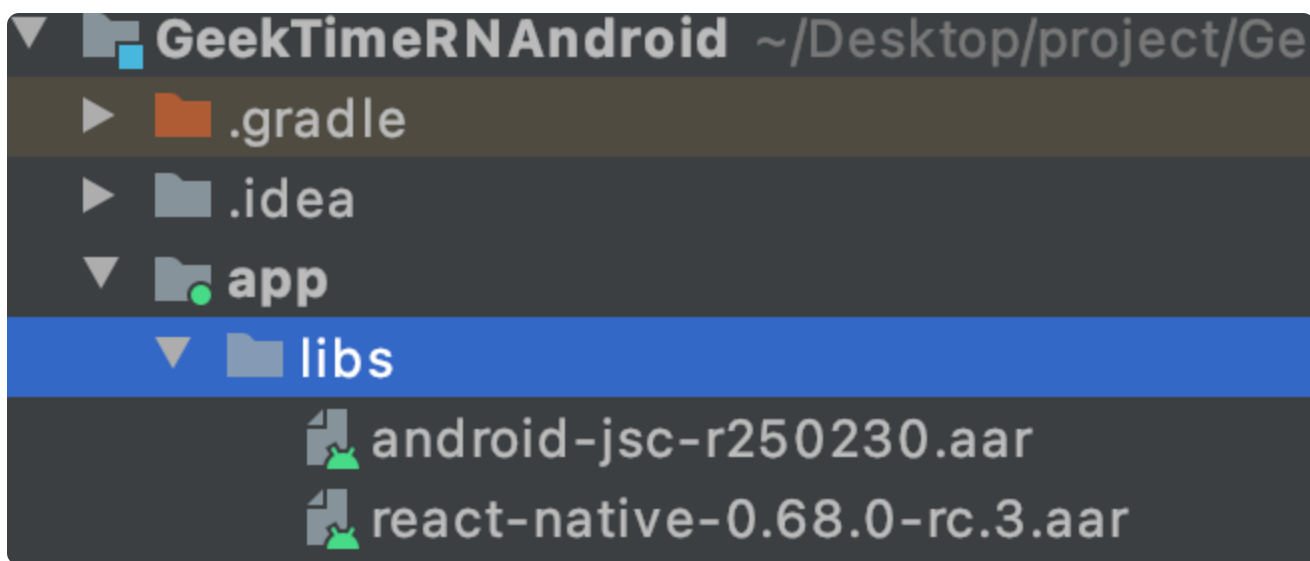 GeekTimeRNAndroid ~/Desktop/project/Ge
.gradle
.idea
app
libs
android-jsc-r250230.aar
react-native-0.68.0-rc.3.aar